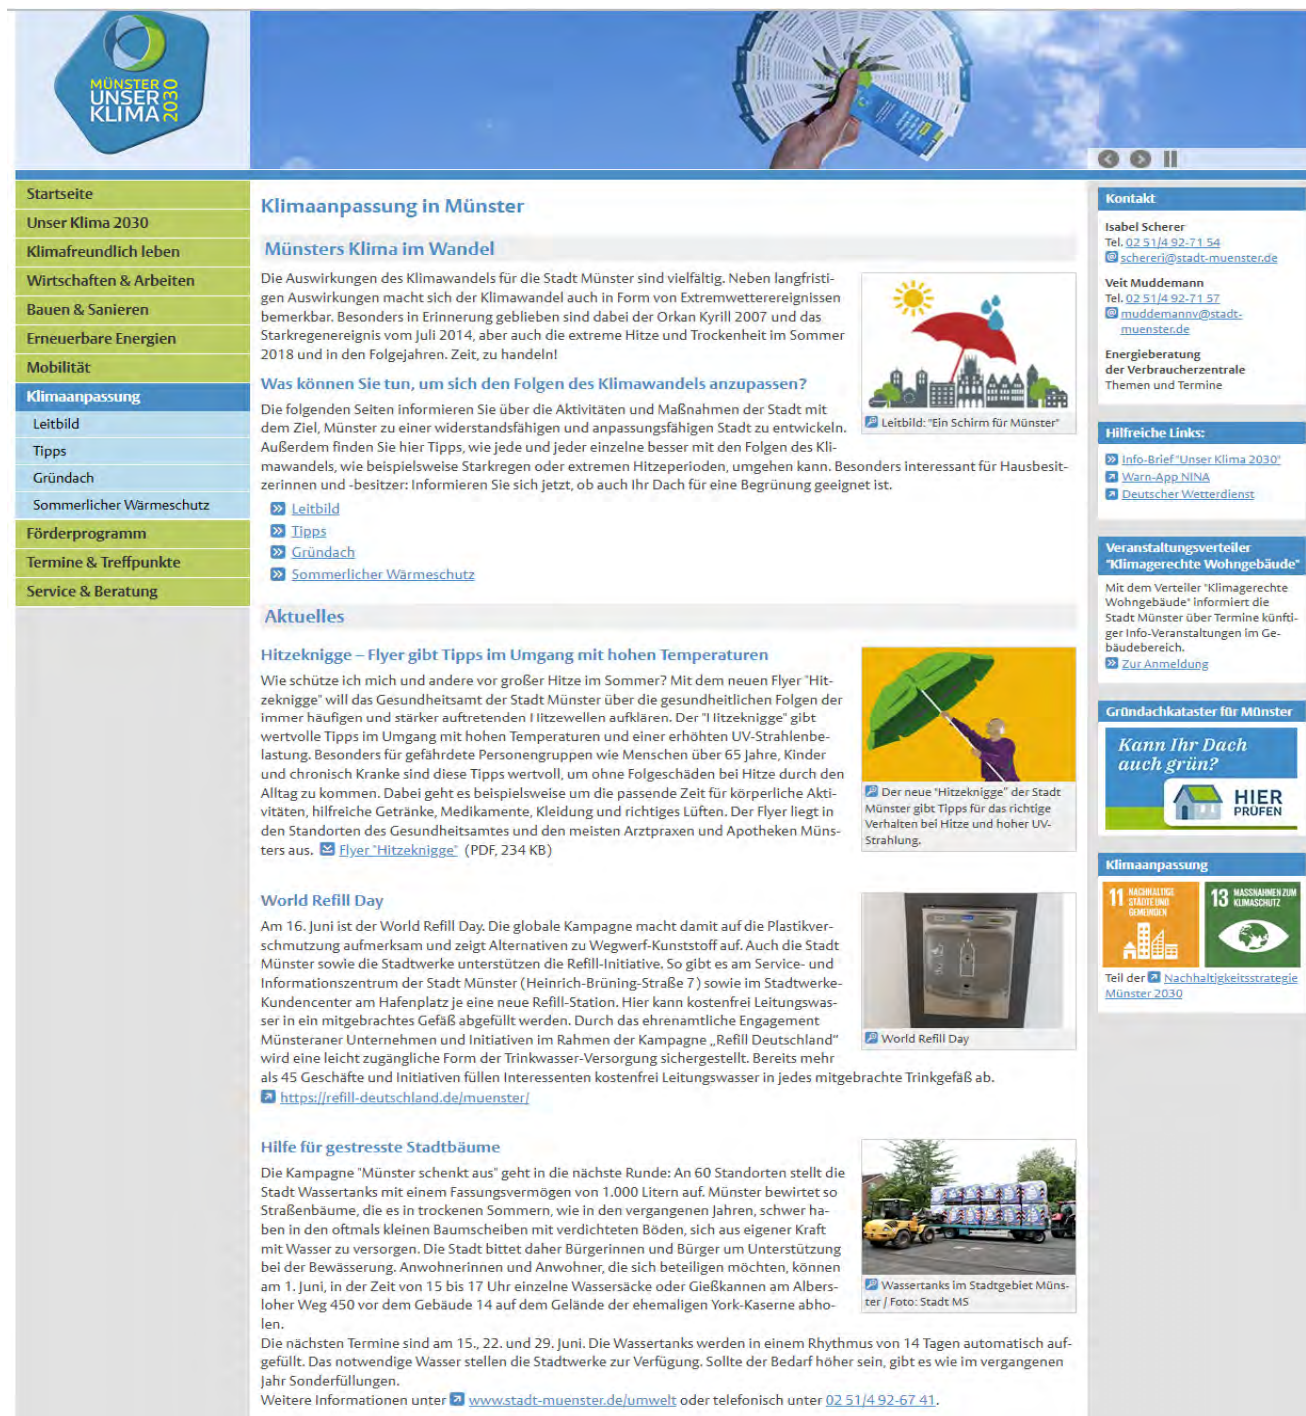 MÜNSTER
UNSER
KLIMA
2030
Startseite
Unser Klima 2030
Klimafreundlich leben
Wirtschaften & Arbeiten
Bauen & Sanieren
Erneuerbare Energien
Mobilität
Klimaanpassung
Leitbild
Tipps
Gründach
Sommerlicher Wärmeschutz
Förderprogramm
Termine & Treffpunkte
Service & Beratung
Klimaanpassung in Münster
Münsters Klima im Wandel
Die Auswirkungen des Klimawandels für die Stadt Münster sind vielfältig. Neben langfristi-
gen Auswirkungen macht sich der Klimawandel auch in Form von Extremwetterereignissen
bemerkbar. Besonders in Erinnerung geblieben sind dabei der Orkan Kyrill 2007 und das
Starkregenereignis vom Juli 2014, aber auch die extreme Hitze und Trockenheit im Sommer
2018 und in den Folgejahren. Zeit, zu handeln!
Leitbild: "Ein Schirm für Münster"
Was können Sie tun, um sich den Folgen des Klimawandels anzupassen?
Die folgenden Seiten informieren Sie über die Aktivitäten und Maßnahmen der Stadt mit
dem Ziel, Münster zu einer widerstandsfähigen und anpassungsfähigen Stadt zu entwickeln.
Außerdem finden Sie hier Tipps, wie jede und jeder einzelne besser mit den Folgen des Kli-
mawandels, wie beispielsweise Starkregen oder extremen Hitzeperioden, umgehen kann. Besonders interessant für Hausbesit-
zerinnen und -besitzer: Informieren Sie sich jetzt, ob auch Ihr Dach für eine Begrünung geeignet ist.
Leitbild
Tipps
Gründach
Sommerlicher Wärmeschutz
Aktuelles
Hitzeknigge – Flyer gibt Tipps im Umgang mit hohen Temperaturen
Wie schütze ich mich und andere vor großer Hitze im Sommer? Mit dem neuen Flyer "Hit-
zeknigge" will das Gesundheitsamt der Stadt Münster über die gesundheitlichen Folgen der
immer häufigen und stärker auftretenden Hitzewellen aufklären. Der "Hitzeknigge" gibt
wertvolle Tipps im Umgang mit hohen Temperaturen und einer erhöhten UV-Strahlenbe-
lastung. Besonders für gefährdete Personengruppen wie Menschen über 65 Jahre, Kinder
und chronisch Kranke sind diese Tipps wertvoll, um ohne Folgeschäden bei Hitze durch den
Alltag zu kommen. Dabei geht es beispielsweise um die passende Zeit für körperliche Akti-
vitäten, hilfreiche Getränke, Medikamente, Kleidung und richtiges Lüften. Der Flyer liegt in
den Standorten des Gesundheitsamtes und den meisten Arztpraxen und Apotheken Müns-
ters aus. Flyer "Hitzeknigge" (PDF, 234 KB)
Der neue "Hitzeknigge" der Stadt
Münster gibt Tipps für das richtige
Verhalten bei Hitze und hoher UV-
Strahlung.
World Refill Day
Am 16. Juni ist der World Refill Day. Die globale Kampagne macht damit auf die Plastikver-
schmutzung aufmerksam und zeigt Alternativen zu Wegwerf-Kunststoff auf. Auch die Stadt
Münster sowie die Stadtwerke unterstützen die Refill-Initiative. So gibt es am Service- und
Informationszentrum der Stadt Münster (Heinrich-Brüning-Straße 7) sowie im Stadtwerke-
Kundencenter am Hafenplatz je eine neue Refill-Station. Hier kann kostenfrei Leitungswas-
ser in ein mitgebrachtes Gefäß abgefüllt werden. Durch das ehrenamtliche Engagement
Münsteraner Unternehmen und Initiativen im Rahmen der Kampagne „Refill Deutschland"
wird eine leicht zugängliche Form der Trinkwasser-Versorgung sichergestellt. Bereits mehr
als 45 Geschäfte und Initiativen füllen Interessenten kostenfrei Leitungswasser in jedes mitgebrachte Trinkgefäß ab.
https://refill-deutschland.de/muenster/
World Refill Day
Hilfe für gestresste Stadtbäume
Die Kampagne "Münster schenkt aus" geht in die nächste Runde: An 60 Standorten stellt die
Stadt Wassertanks mit einem Fassungsvermögen von 1.000 Litern auf. Münster bewirtet so
Straßenbäume, die es in trockenen Sommern, wie in den vergangenen Jahren, schwer ha-
ben in den oftmals kleinen Baumscheiben mit verdichteten Böden, sich aus eigener Kraft
mit Wasser zu versorgen. Die Stadt bittet daher Bürgerinnen und Bürger um Unterstützung
bei der Bewässerung. Anwohnerinnen und Anwohner, die sich beteiligen möchten, können
am 1. Juni, in der Zeit von 15 bis 17 Uhr einzelne Wassersäcke oder Gießkannen am Albers-
loher Weg 450 vor dem Gebäude 14 auf dem Gelände der ehemaligen York-Kaserne abho-
len.
Die nächsten Termine sind am 15., 22. und 29. Juni. Die Wassertanks werden in einem Rhythmus von 14 Tagen automatisch auf-
gefüllt. Das notwendige Wasser stellen die Stadtwerke zur Verfügung. Sollte der Bedarf höher sein, gibt es wie im vergangenen
Jahr Sonderfüllungen.
Weitere Informationen unter www.stadt-muenster.de/umwelt oder telefonisch unter 02 51/4 92-67 41.
Wassertanks im Stadtgebiet Müns-
ter / Foto: Stadt MS
Kontakt
Isabel Scherer
Tel. 02 51/4 92-71 54
schereri@stadt-muenster.de
Veit Muddemann
Tel. 02 51/4 92-71 57
muddemannv@stadt-
muenster.de
Energieberatung
der Verbraucherzentrale
Themen und Termine
Hilfreiche Links:
Info-Brief "Unser Klima 2030"
Warn-App NINA
Deutscher Wetterdienst
Veranstaltungsverteiler
"Klimagerechte Wohngebäude"
Mit dem Verteiler "Klimagerechte
Wohngebäude" informiert die
Stadt Münster über Termine künfti-
ger Info-Veranstaltungen im Ge-
bäudebereich.
Zur Anmeldung
Gründachkataster für Münster
Kann Ihr Dach
auch grün?
HIER
PRÜFEN
Klimaanpassung
11 NACHHALTIGE
STÄDTE UND
GEMEINDEN
13 MASSNAHMEN ZUM
KLIMASCHUTZ
Teil der Nachhaltigkeitsstrategie
Münster 2030